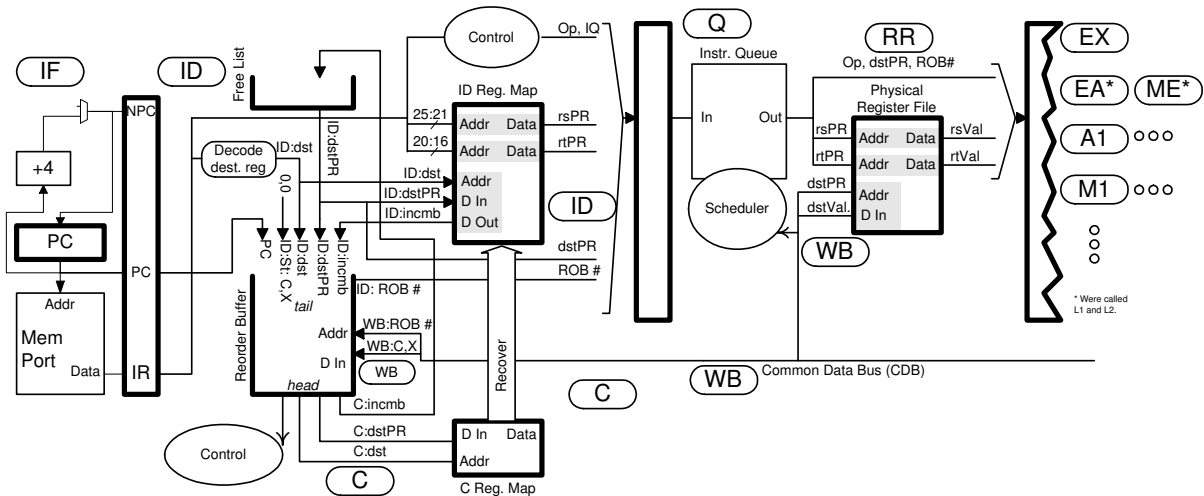 IF
+4
PC
Addr
Mem
Port
Data
NPC
PC
IR
ID
Free List
Decode
dest. reg
ID:dst
ID:dstPR
0,0
PC
ID:St: C,X
ID:dst
ID:dstPR
ID:incmb
tail
Reorder Buffer
Addr
D In
head
ID: ROB #
WB:ROB #
WB:C,X
WB
C:incmb
C:dstPR
C:dst
Control
C
Control
Op, IQ
ID Reg. Map
25:21
20:16
Addr
Data
Addr
Data
Addr
D In
D Out
rsPR
rtPR
ID:dst
ID:dstPR
ID:incmb
ID
dstPR
ROB #
Recover
D In
Data
Addr
C Reg. Map
C
Q
Instr. Queue
In
Out
Scheduler
WB
WB
Common Data Bus (CDB)
RR
Op, dstPR, ROB#
Physical
Register File
rsPR
rtPR
dstPR
dstVal.
Addr
Data
Addr
Data
Addr
D In
rsVal
rtVal
EX
EA*
ME*
A1
M1
* Were called
L1 and L2.